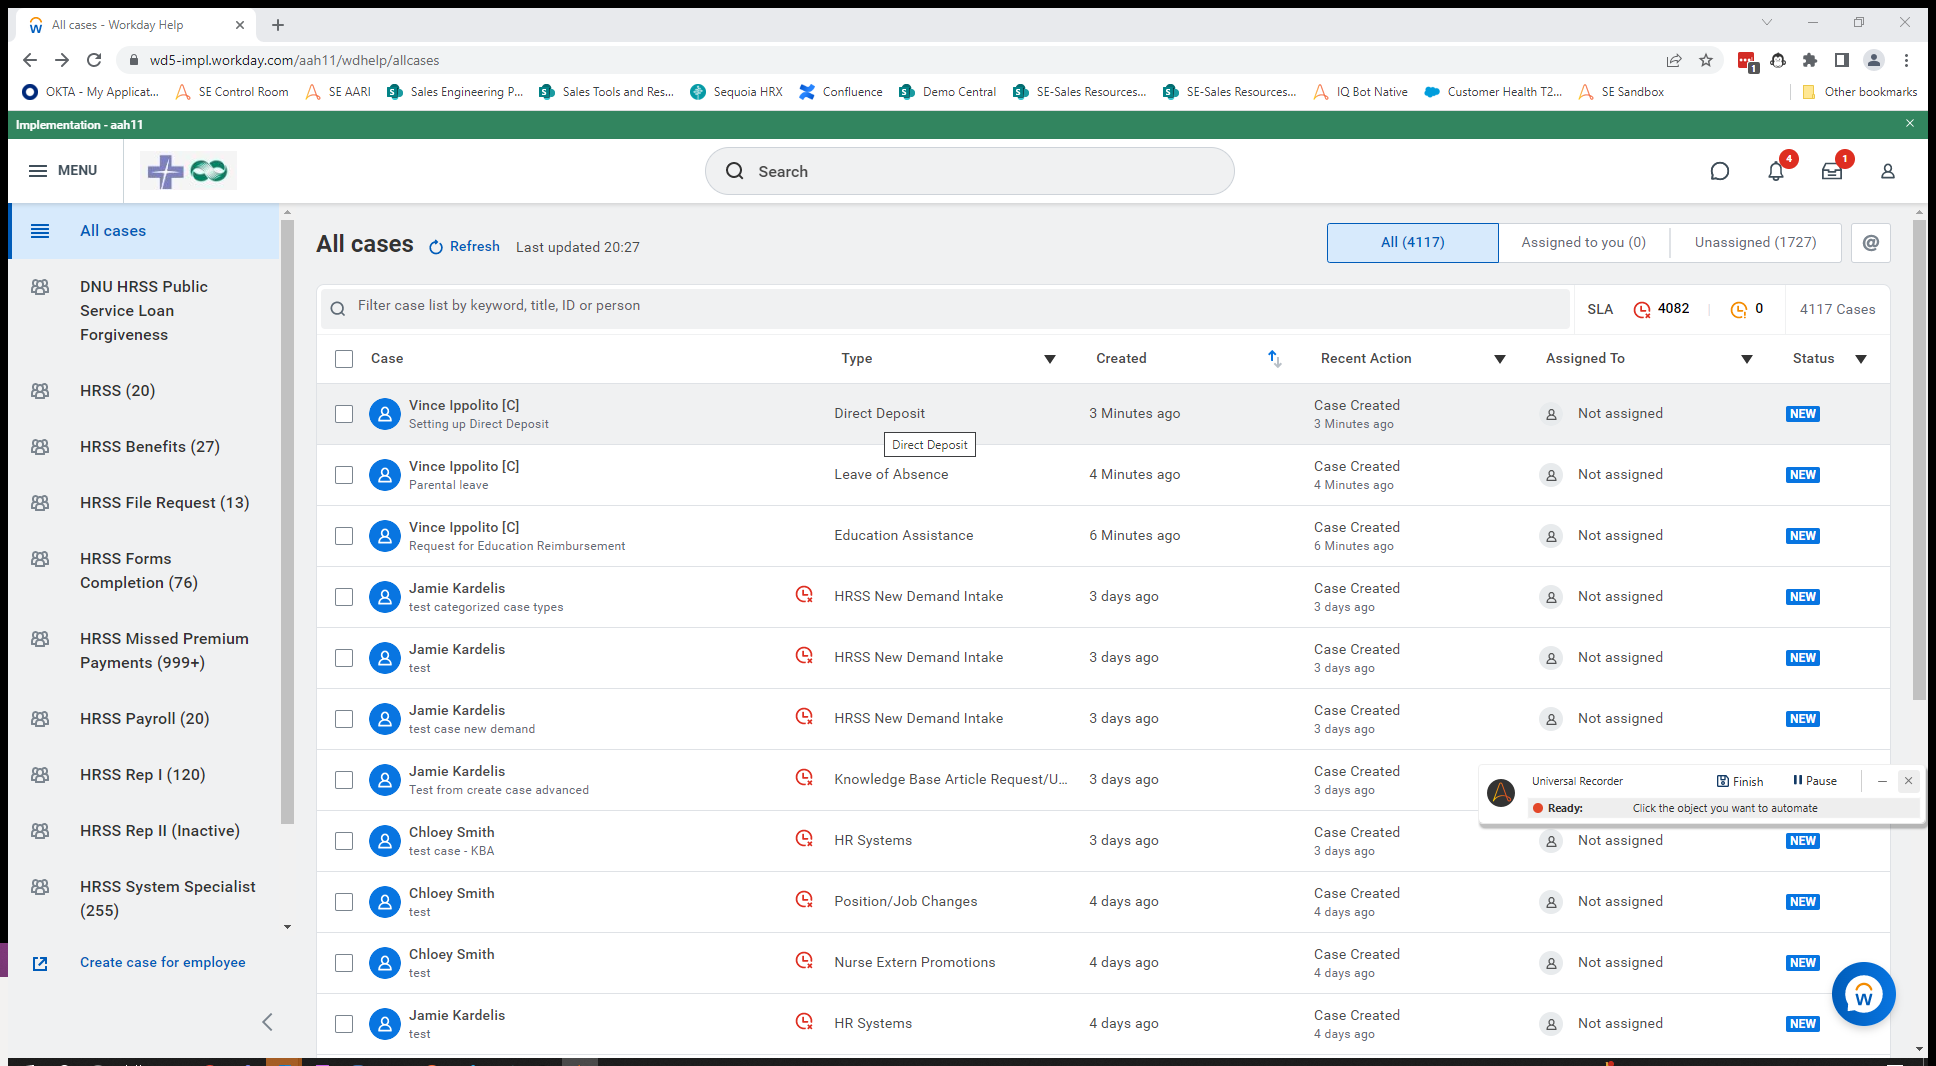 All cases - Workday Help
wd5-impl.workday.com/aah11/wdhelp/allcases
1
OKTA - My Applicat...
SE Control Room
SE AARI
Sales Engineering P...
Sales Tools and Res...
Sequoia HRX
Confluence
Demo Central
SE-Sales Resources...
SE-Sales Resources...
IQ Bot Native
Customer Health T2...
SE Sandbox
Other bookmarks
Implementation - aah11
MENU
Search
4
1
All cases
DNU HRSS Public
Service Loan
Forgiveness
HRSS (20)
HRSS Benefits (27)
HRSS File Request (13)
HRSS Forms
Completion (76)
HRSS Missed Premium
Payments (999+)
HRSS Payroll (20)
HRSS Rep I (120)
HRSS Rep II (Inactive)
HRSS System Specialist
(255)
Create case for employee
All cases
Refresh
Last updated 20:27
All (4117)
Assigned to you (0)
Unassigned (1727)
@
Filter case list by keyword, title, ID or person
SLA
4082
0
4117 Cases
Case
Type
Created
Recent Action
Assigned To
Status
Vince Ippolito [C]
Setting up Direct Deposit
Direct Deposit
3 Minutes ago
Case Created
3 Minutes ago
Not assigned
NEW
Direct Deposit
Vince Ippolito [C]
Parental leave
Leave of Absence
4 Minutes ago
Case Created
4 Minutes ago
Not assigned
NEW
Vince Ippolito [C]
Request for Education Reimbursement
Education Assistance
6 Minutes ago
Case Created
6 Minutes ago
Not assigned
NEW
Jamie Kardelis
test categorized case types
HRSS New Demand Intake
3 days ago
Case Created
3 days ago
Not assigned
NEW
Jamie Kardelis
test
HRSS New Demand Intake
3 days ago
Case Created
3 days ago
Not assigned
NEW
Jamie Kardelis
test case new demand
HRSS New Demand Intake
3 days ago
Case Created
3 days ago
Not assigned
NEW
Jamie Kardelis
Test from create case advanced
Knowledge Base Article Request/U...
3 days ago
Case Created
3 days ago
Universal Recorder
Finish
Pause
Ready:
Click the object you want to automate
Chloey Smith
test case - KBA
HR Systems
3 days ago
Case Created
3 days ago
Not assigned
NEW
Chloey Smith
test
Position/Job Changes
4 days ago
Case Created
4 days ago
Not assigned
NEW
Chloey Smith
test
Nurse Extern Promotions
4 days ago
Case Created
4 days ago
Not assigned
NEW
Jamie Kardelis
test
HR Systems
4 days ago
Case Created
4 days ago
Not assigned
NEW